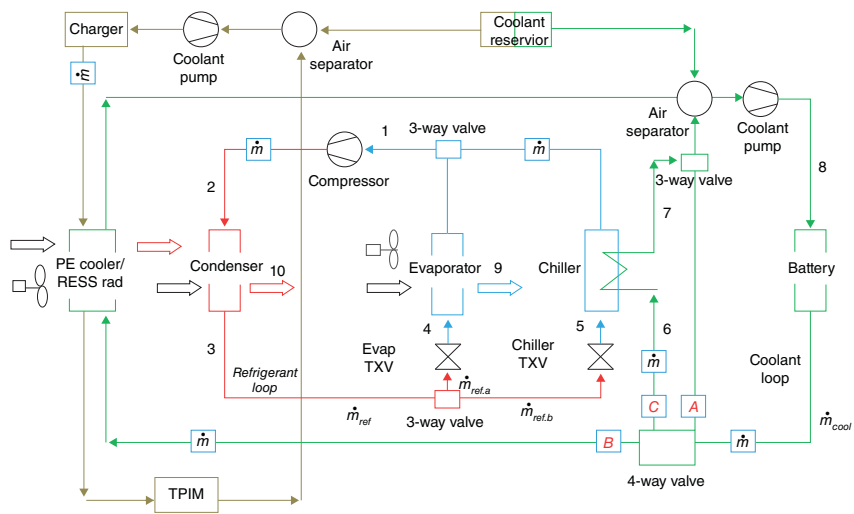 Charger
Coolant
pump
Air
separator
Coolant
reservior
ṁ
Air
separator
Coolant
pump
1
3-way valve
ṁ
ṁ
Compressor
3-way valve
2
7
8
PE cooler/
RESS rad
Condenser
10
Evaporator
9
Chiller
Battery
3
4
5
6
Evap
TXV
Chiller
TXV
ṁ
Coolant
loop
Refrigerant
loop
ṁref.a
ṁref
3-way valve
ṁref.b
C
A
ṁcool
ṁ
B
ṁ
4-way valve
TPIM